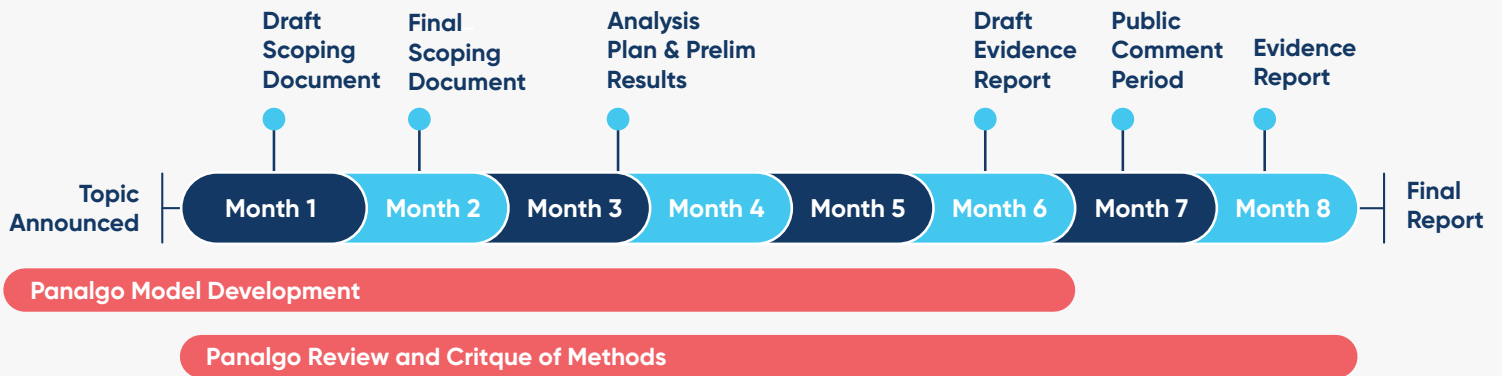 Draft
Scoping
Document
Final
Scoping
Document
Analysis
Plan & Prelim
Results
Draft
Evidence
Report
Public
Comment
Period
Evidence
Report
Topic
Announced
Month 1
Month 2
Month 3
Month 4
Month 5
Month 6
Month 7
Month 8
Final
Report
Panalgo Model Development
Panalgo Review and Critque of Methods